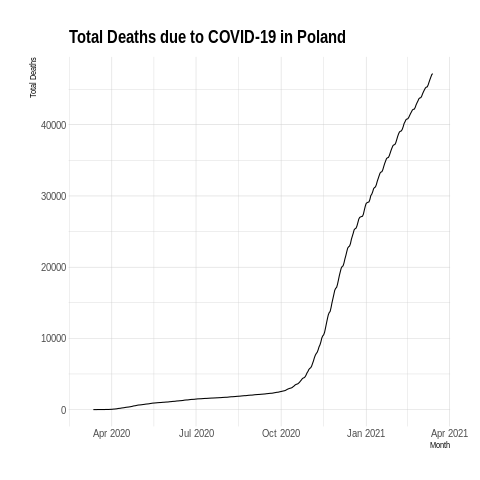 Total Deaths due to COVID-19 in Poland
Total Deaths
40000
30000
20000
10000
0
Apr 2020 Jul 2020 Oct 2020 Jan 2021 Apr 2021
Month